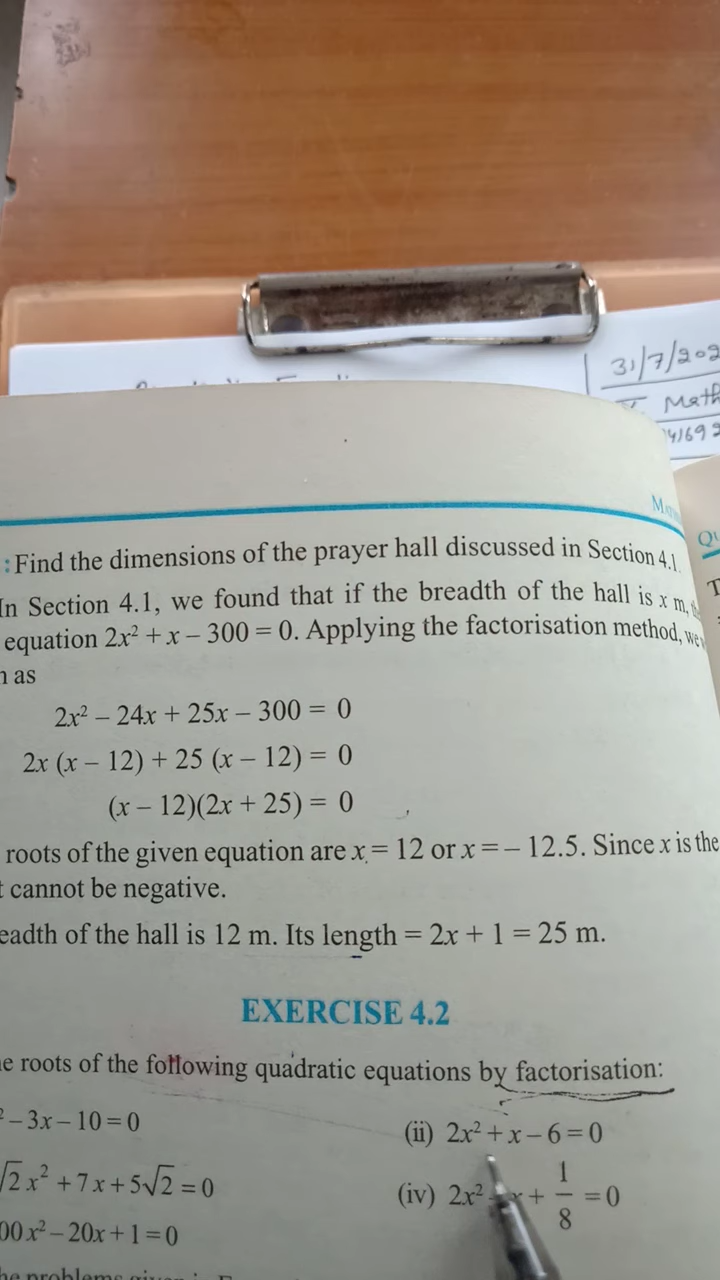 31/7/202
Math
: Find the dimensions of the prayer hall discussed in Section 4.1.
In Section 4.1, we found that if the breadth of the hall is x m,
equation 2x² + x – 300 = 0. Applying the factorisation method, we
as
2x² – 24x + 25x – 300 = 0
2x (x – 12) + 25 (x – 12) = 0
(x – 12)(2x + 25) = 0
roots of the given equation are x = 12 or x = – 12.5. Since x is the
cannot be negative.
eadth of the hall is 12 m. Its length = 2x + 1 = 25 m.
EXERCISE 4.2
e roots of the following quadratic equations by factorisation:
² – 3x – 10 = 0
(ii) 2x² + x – 6 = 0
√2 x² + 7x + 5√2 = 0
(iv) 2x² x + 1/8 = 0
00 x² – 20x + 1 = 0